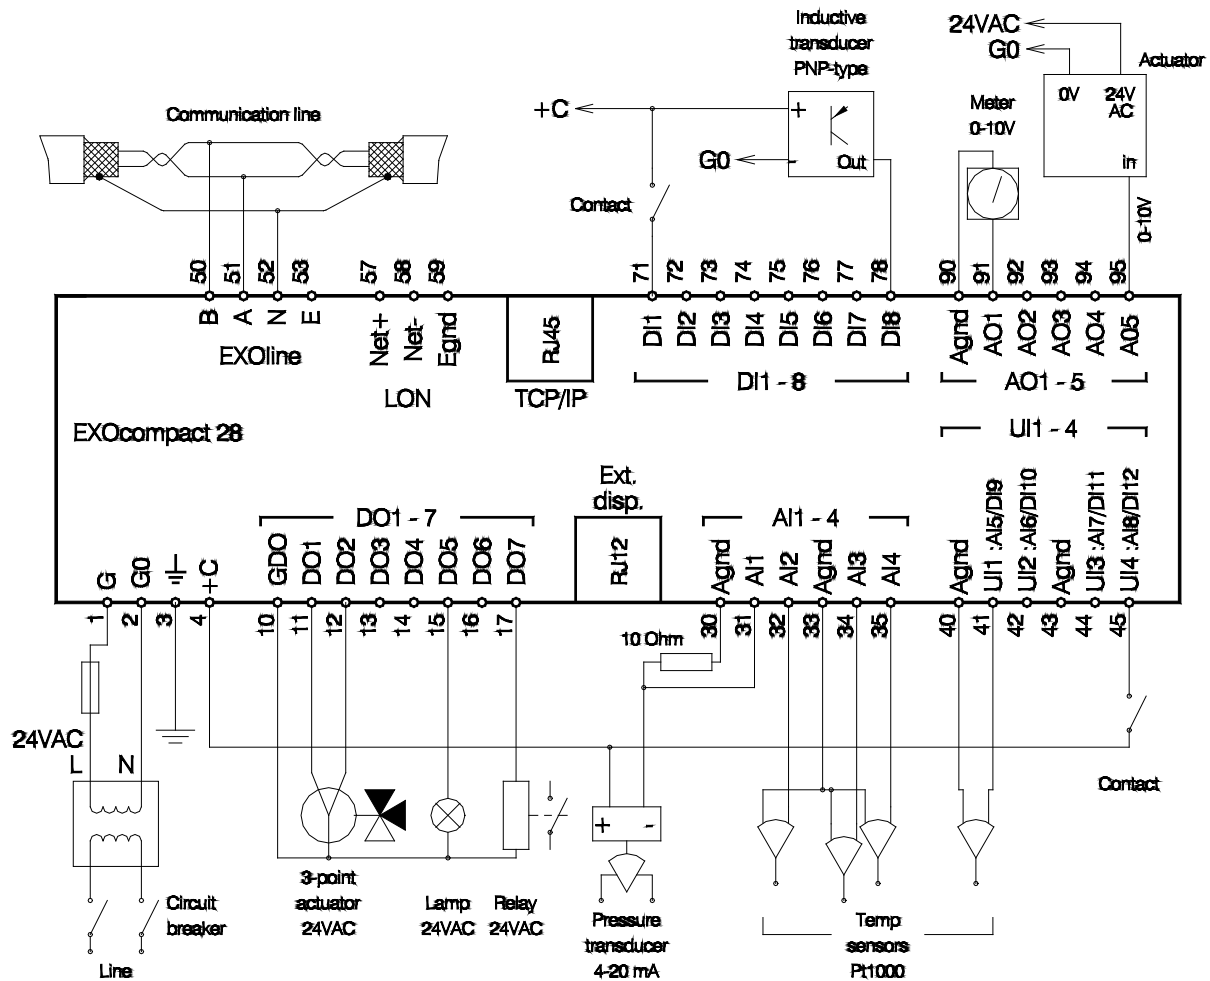 Inductive
transducer
PNP-type
24VAC
G0
Actuator
0V
24V
AC
in
Communication line
+C
+
-
Out
G0
Meter
0-10V
Contact
0-10V
50
51
52
53
57
58
59
71
72
73
74
75
76
77
78
90
91
92
93
94
95
B
A
N
E
Net+
Net-
Egnd
RJ45
DI1
DI2
DI3
DI4
DI5
DI6
DI7
DI8
Agnd
AO1
AO2
AO3
AO4
AO5
EXOline
LON
TCP/IP
DI1 - 8
AO1 - 5
EXOcompact 28
UI1 - 4
Ext.
disp.
DO1 - 7
AI1 - 4
G
G0
+C
GDO
DO1
DO2
DO3
DO4
DO5
DO6
DO7
RJ12
Agnd
AI1
AI2
Agnd
AI3
AI4
Agnd
UI1 :AI5/DI9
UI2 :AI6/DI10
Agnd
UI3 :AI7/DI11
UI4 :AI8/DI12
1
2
3
4
10
11
12
13
14
15
16
17
30
31
32
33
34
35
40
41
42
43
44
45
10 Ohm
24VAC
L
N
Contact
+
-
Circuit
breaker
Line
3-point
actuator
24VAC
Lamp
24VAC
Relay
24VAC
Pressure
transducer
4-20 mA
Temp
sensors
Pt1000